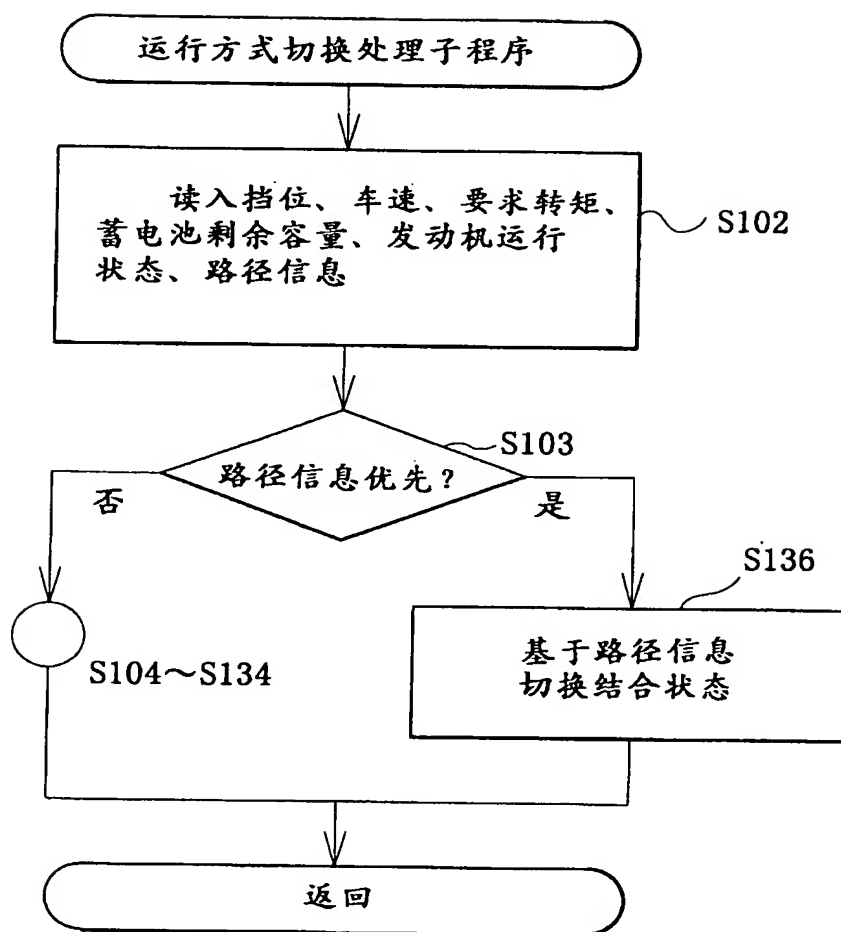 运行方式切换处理子程序
读入挡位、车速、要求转矩、
蓄电池剩余容量、发动机运行
状态、路径信息
S102
S103
路径信息优先？
否
是
S136
S104～S134
基于路径信息
切换结合状态
返回